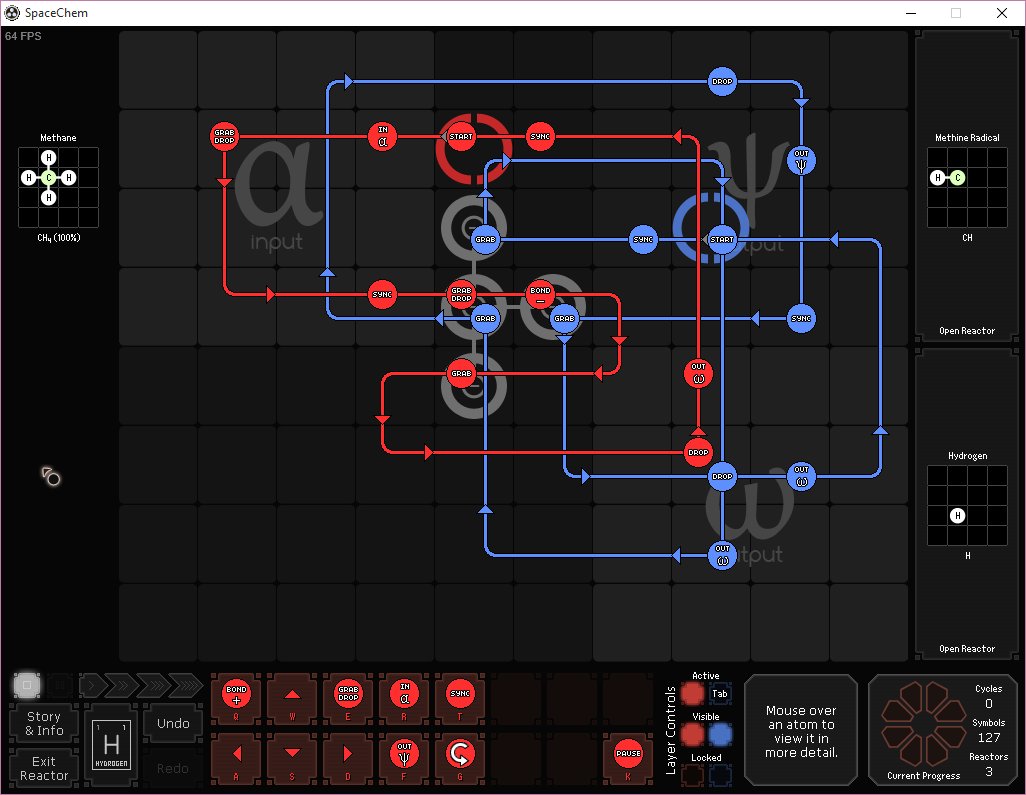 SpaceChem
64 FPS
Methane
H
H C H
H
CH₄ (100%)
α
input
ψ
output
ω
output
DROP
GRAB DROP
IN α
START
SYNC
OUT ψ
GRAB
SYNC
START
SYNC
GRAB DROP
BOND −
GRAB
GRAB
SYNC
GRAB
OUT ω
DROP
DROP
OUT ω
OUT ω
Methine Radical
H C
CH
Open Reactor
Hydrogen
H
H
Open Reactor
Story
& Info
Exit
Reactor
1 1
H
HYDROGEN
Undo
Redo
BOND +
Q
W
GRAB DROP
E
IN α
R
SYNC
T
A
S
D
OUT ψ
F
G
PAUSE
K
Layer Controls
Active
Tab
Visible
Locked
Mouse over
an atom to
view it in
more detail.
Cycles
0
Symbols
127
Reactors
3
Current Progress